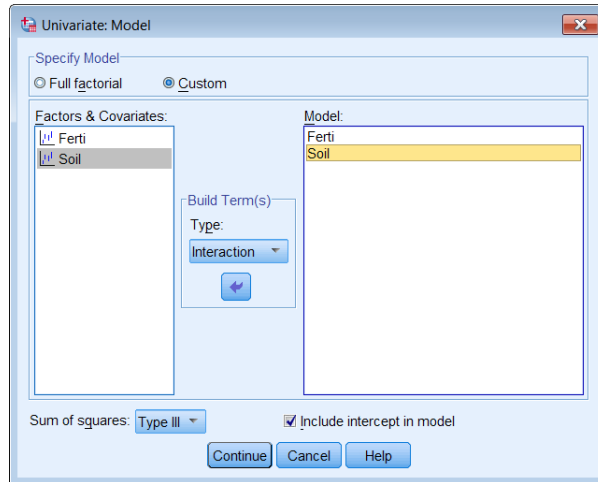 Univariate: Model
Specify Model
Full factorial Custom
Factors & Covariates:
Ferti
Soil
Build Term(s)
Type:
Interaction
Model:
Ferti
Soil
Sum of squares: Type III Include intercept in model
Continue Cancel Help